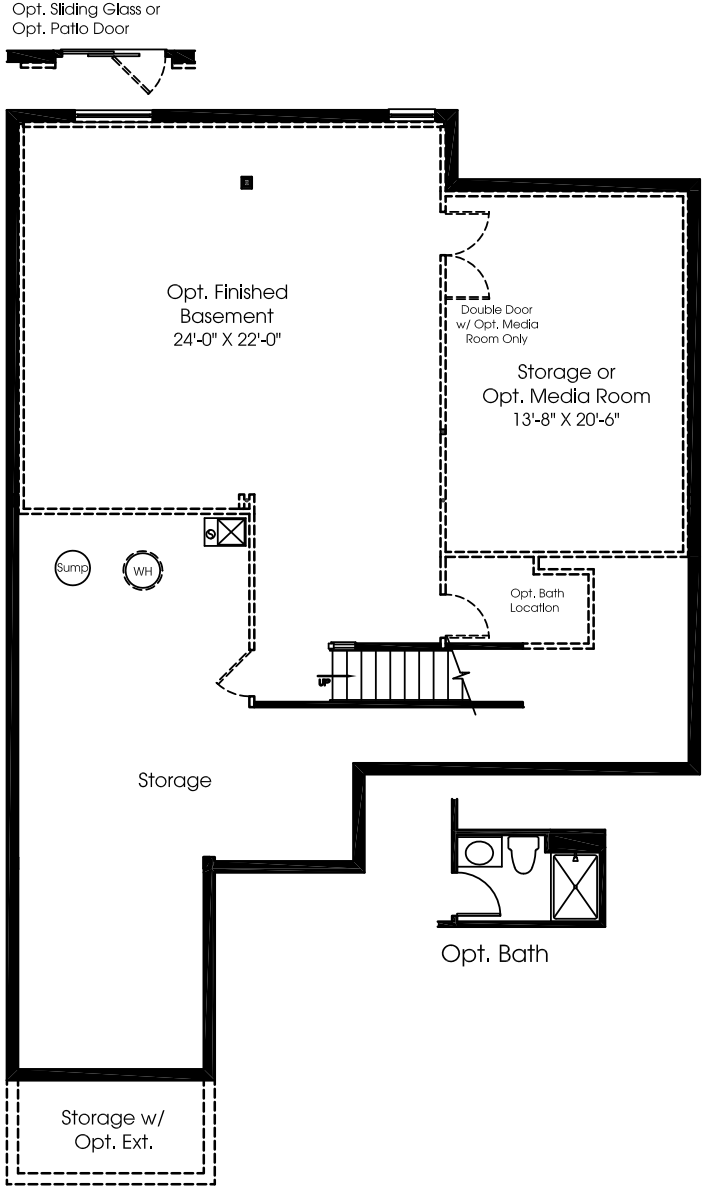 Opt. Sliding Glass or
Opt. Patio Door
Opt. Finished
Basement
24'-0" X 22'-0"
Double Door
w/ Opt. Media
Room Only
Storage or
Opt. Media Room
13'-8" X 20'-6"
Sump
WH
Opt. Bath
Location
UP
Storage
Opt. Bath
Storage w/
Opt. Ext.